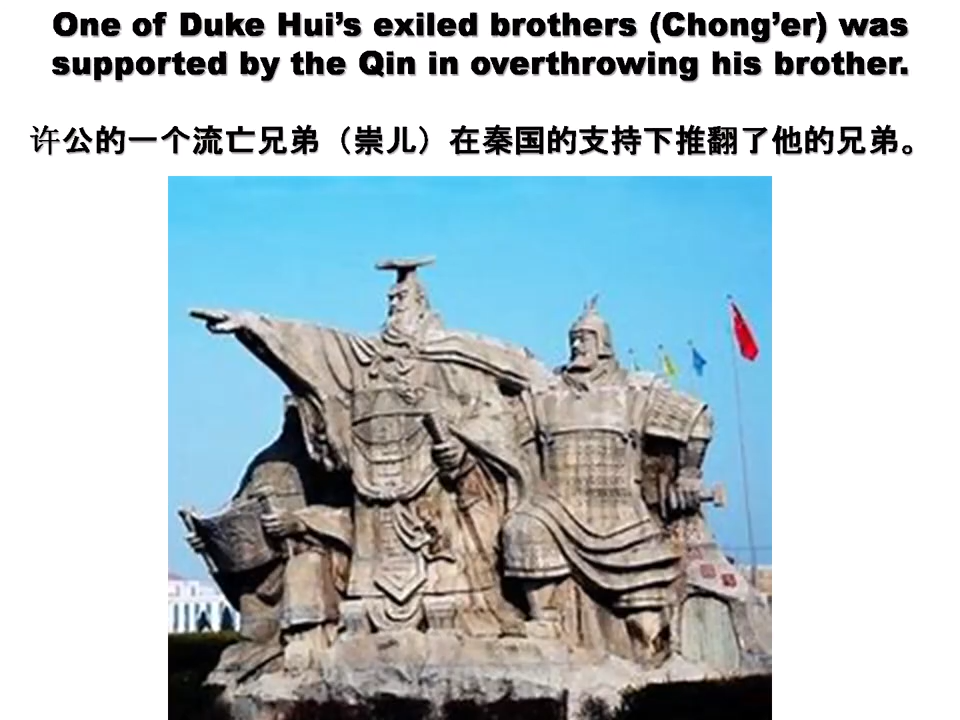 One of Duke Hui’s exiled brothers (Chong’er) was
supported by the Qin in overthrowing his brother.
许公的一个流亡兄弟（崇儿）在秦国的支持下推翻了他的兄弟。